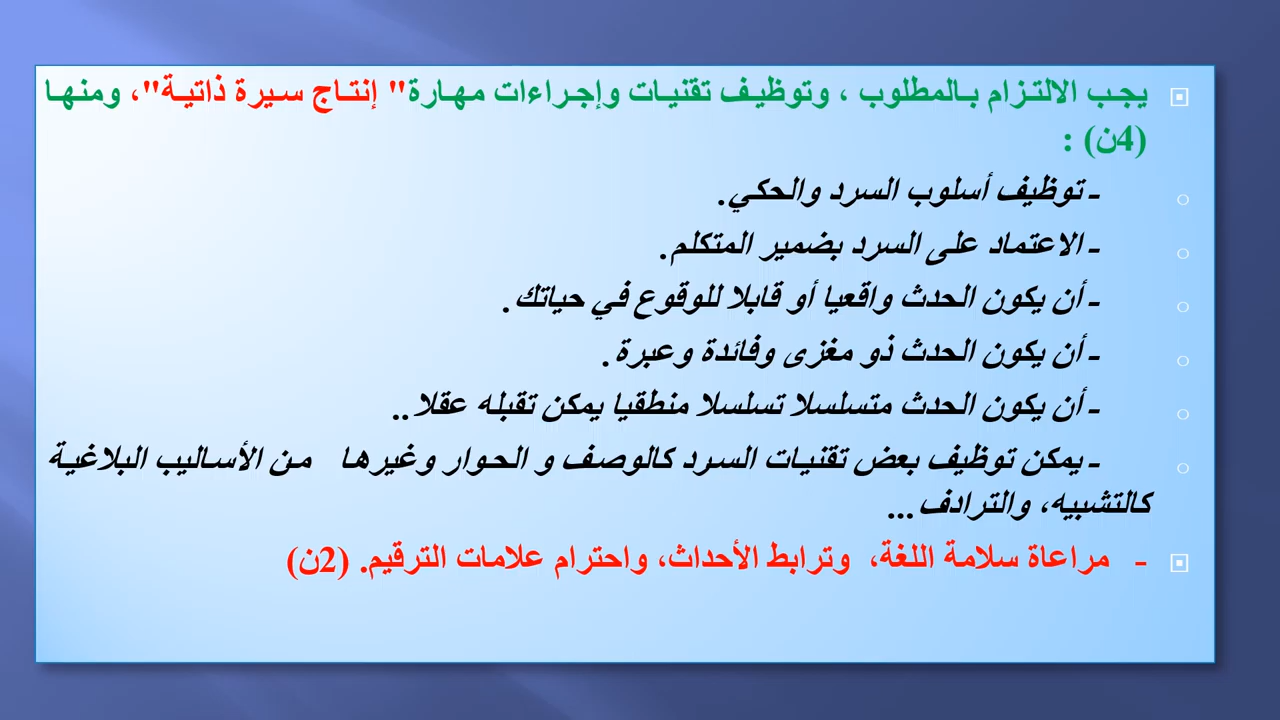 يجب الالتزام بالمطلوب ، وتوظيف تقنيات وإجراءات مهارة" إنتاج سيرة ذاتية"، ومنها
(4ن) :
ـ توظيف أسلوب السرد والحكي.
ـ الاعتماد على السرد بضمير المتكلم.
ـ أن يكون الحدث واقعيا أو قابلا للوقوع في حياتك.
ـ أن يكون الحدث ذو مغزى وفائدة وعبرة.
ـ أن يكون الحدث متسلسلا تسلسلا منطقيا يمكن تقبله عقلا..
ـ يمكن توظيف بعض تقنيات السرد كالوصف و الحوار وغيرها من الأساليب البلاغية
كالتشبيه، والترادف...
- مراعاة سلامة اللغة، وترابط الأحداث، واحترام علامات الترقيم. (2ن)